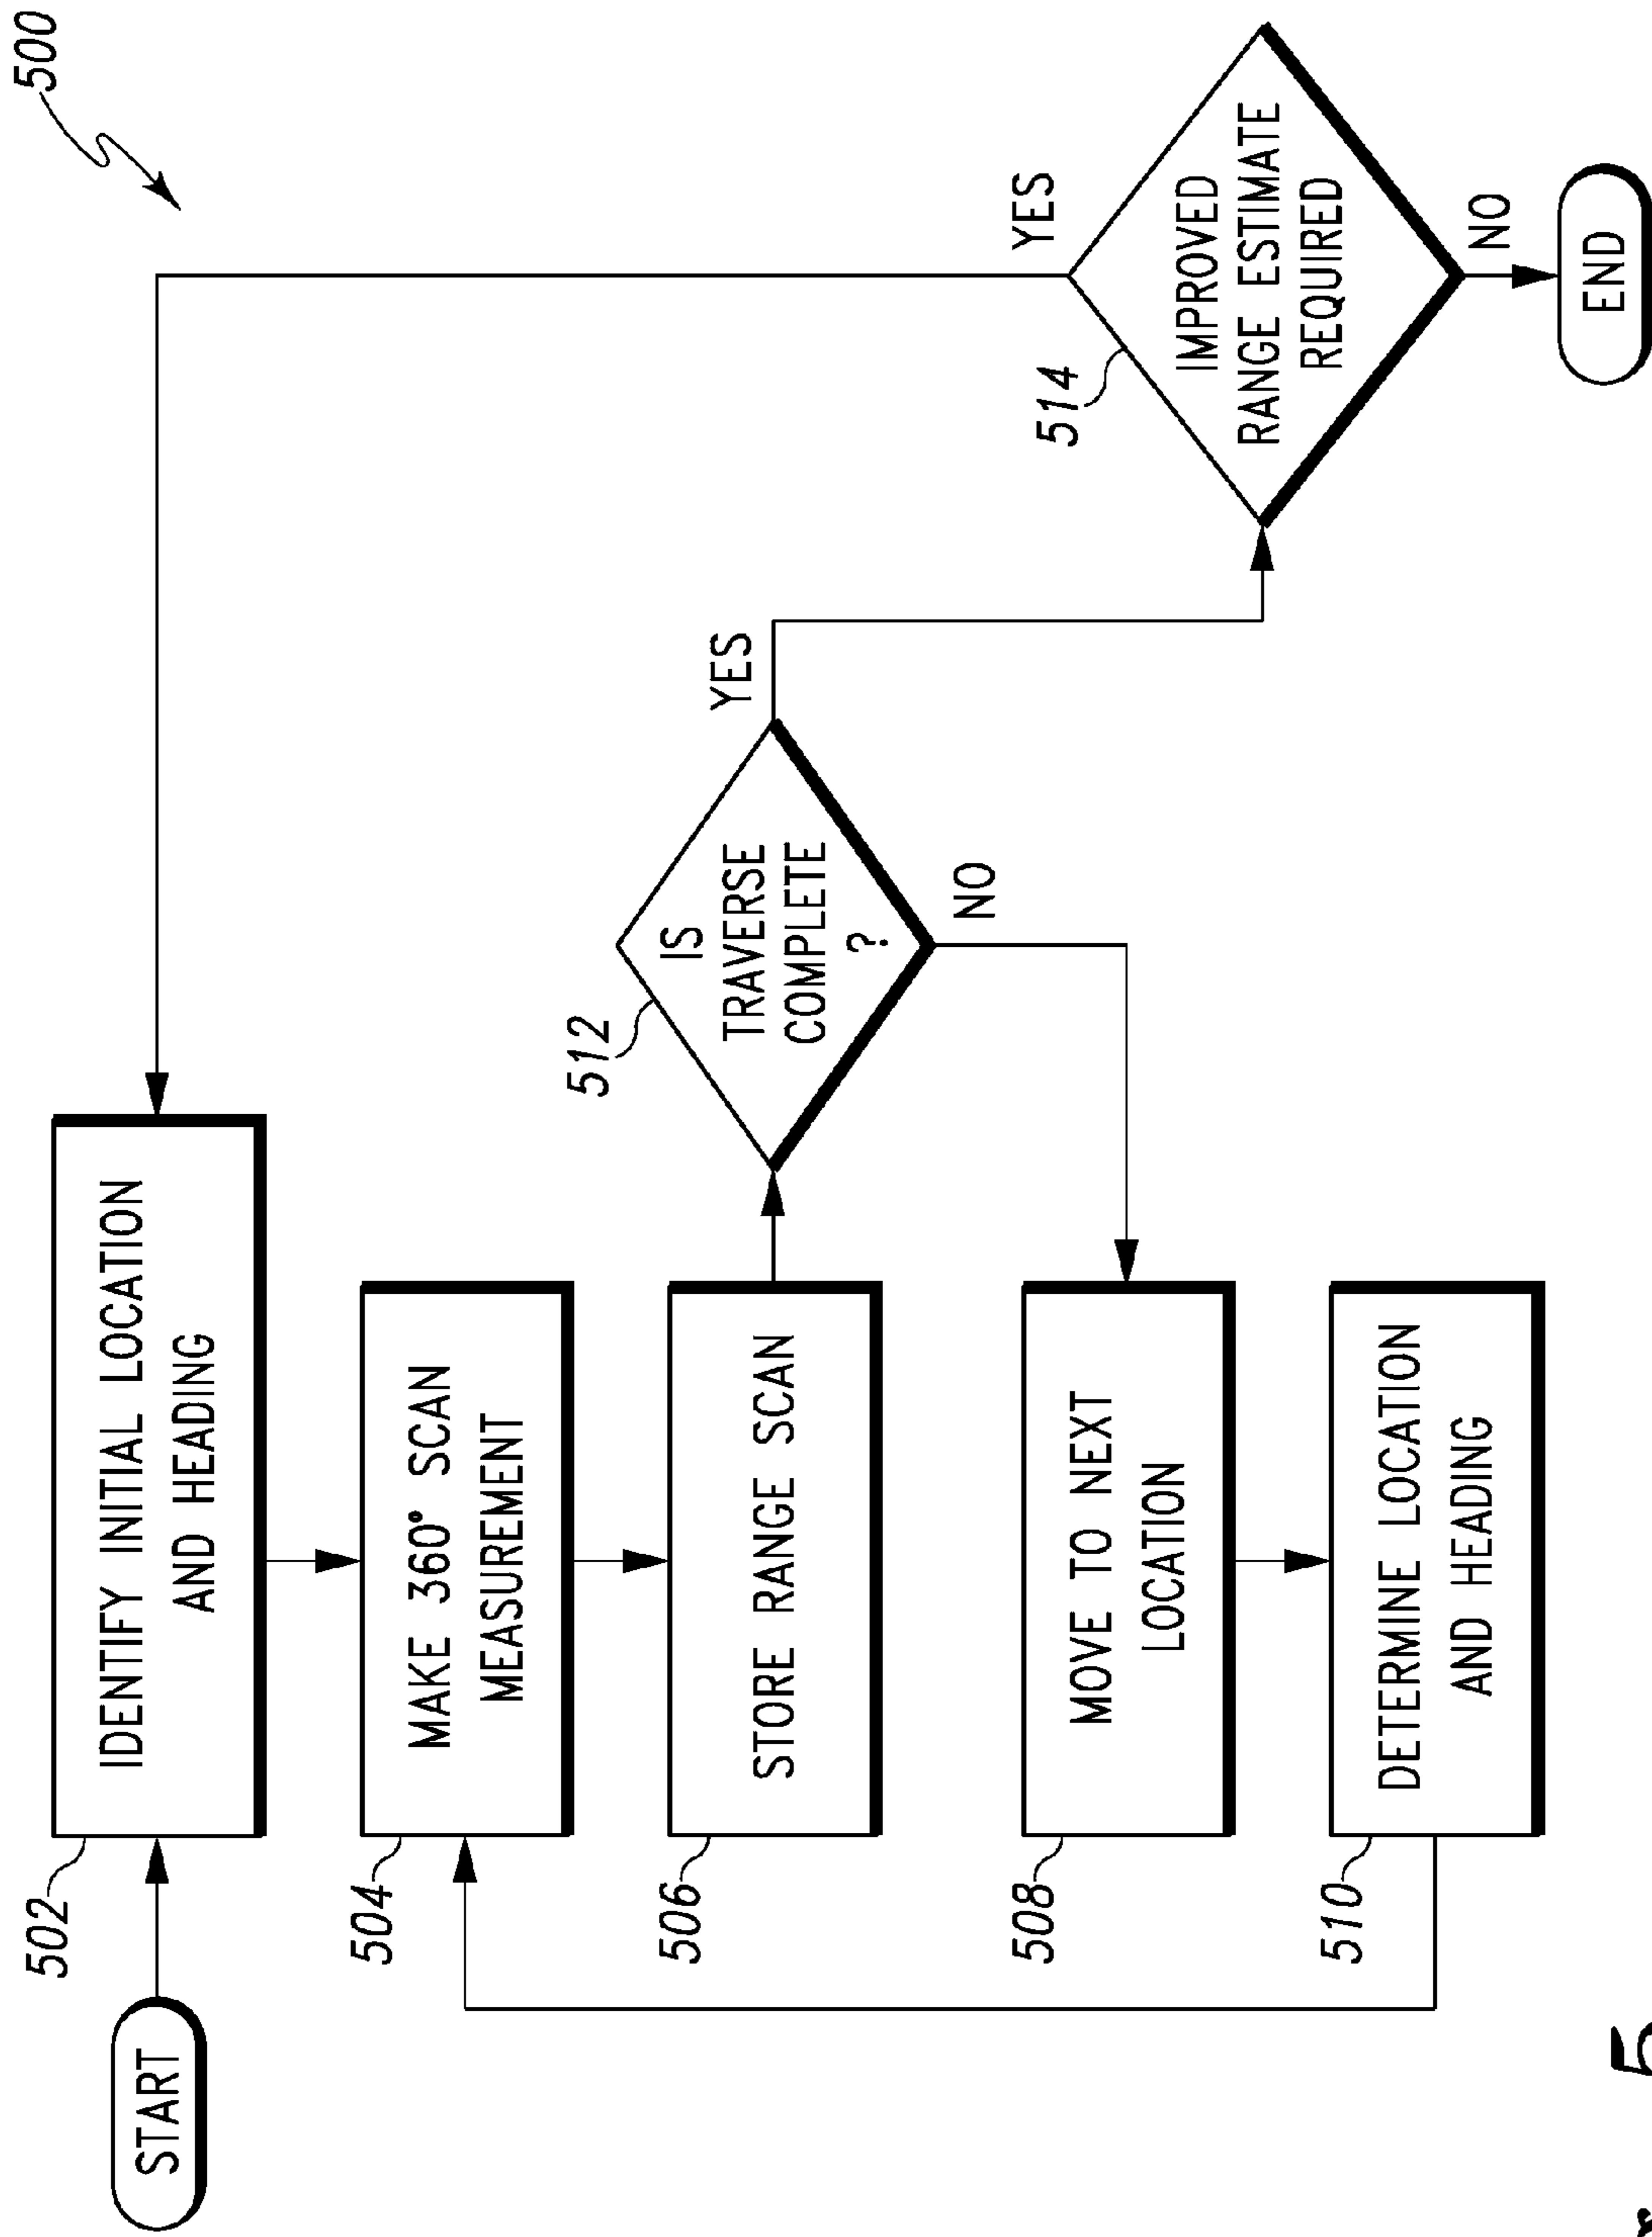 500
START
502
IDENTIFY INITIAL LOCATION
AND HEADING
504
MAKE 360° SCAN
MEASUREMENT
506
STORE RANGE SCAN
512
IS
TRAVERSE
COMPLETE
?
YES
NO
508
MOVE TO NEXT
LOCATION
510
DETERMINE LOCATION
AND HEADING
514
IMPROVED
RANGE ESTIMATE
REQUIRED
YES
NO
END
5